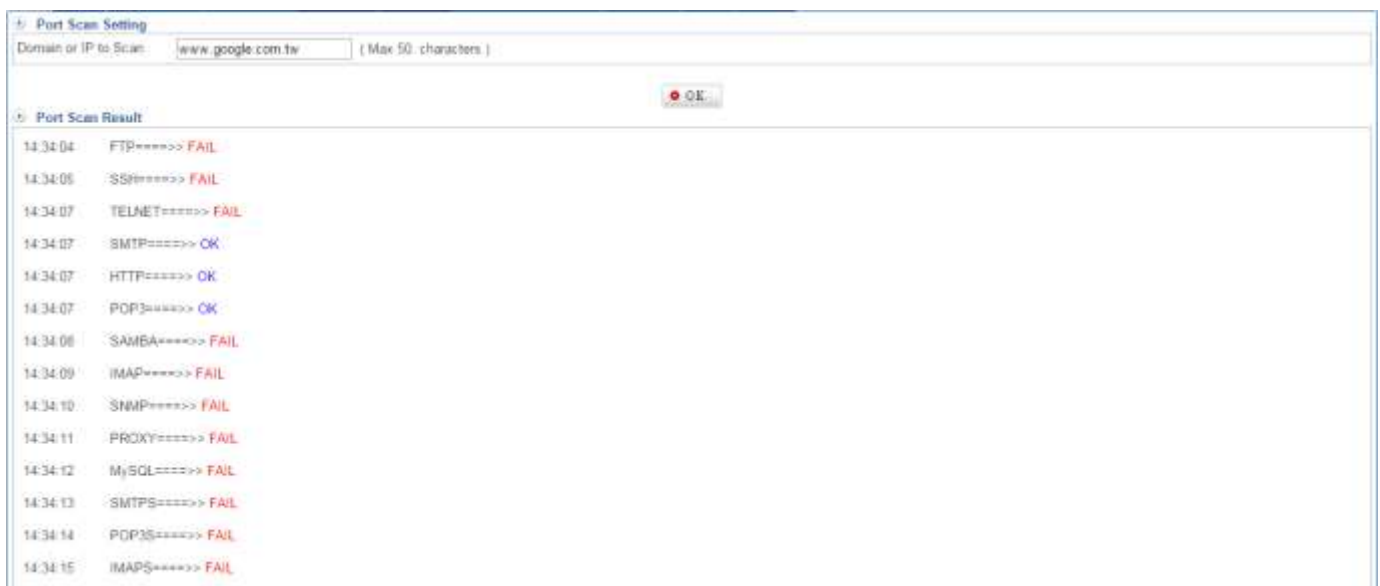 Port Scan Setting
Domain or IP to Scan www.google.com.tw ( Max 50. characters )
OK
Port Scan Result
14:34:04 FTP====>> FAIL
14:34:05 SSH====>> FAIL
14:34:07 TELNET====>> FAIL
14:34:07 SMTP====>> OK
14:34:07 HTTP====>> OK
14:34:07 POP3====>> OK
14:34:08 SAMBA====>> FAIL
14:34:09 IMAP====>> FAIL
14:34:10 SNMP====>> FAIL
14:34:11 PROXY====>> FAIL
14:34:12 MySQL====>> FAIL
14:34:13 SMTPS====>> FAIL
14:34:14 POP3S====>> FAIL
14:34:15 IMAPS====>> FAIL